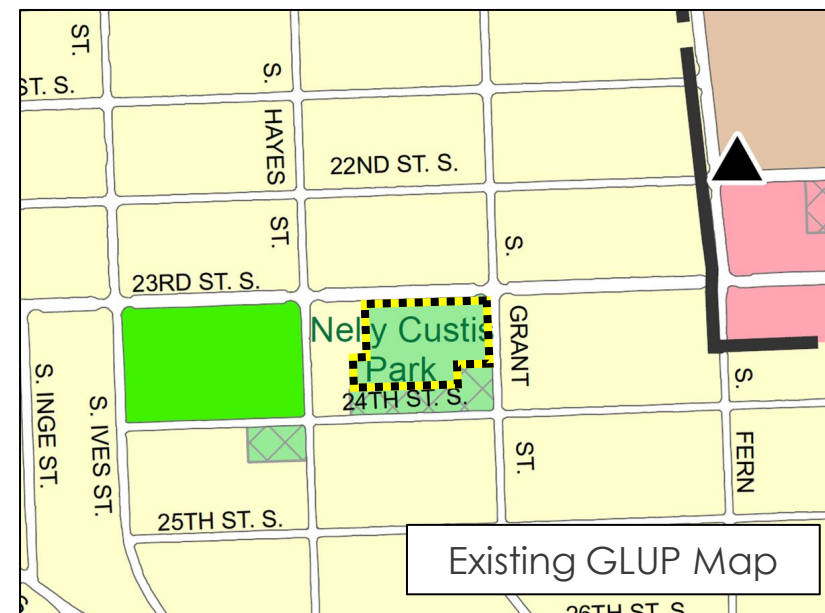 ST.
ST. S.
S.
HAYES
ST.
22ND ST. S.
S.
23RD ST. S.
Nelly Custis
Park
GRANT
24TH ST. S.
S. INGE ST.
S. IVES ST.
S.
FERN
ST.
25TH ST. S.
Existing GLUP Map
26TH ST. S